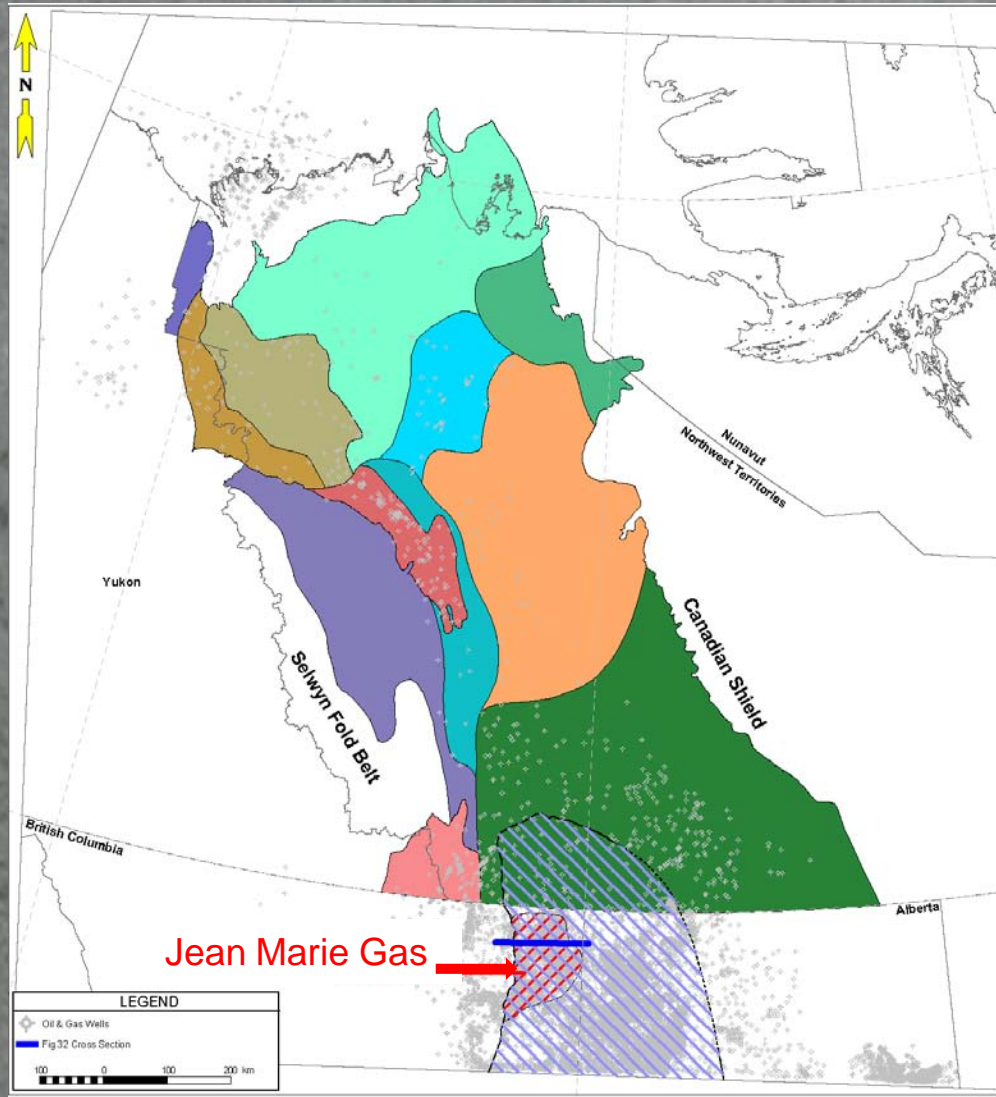 N
Nunavut
Northwest Territories
Yukon
Canadian Shield
Selwyn Fold Belt
British Columbia
Alberta
Jean Marie Gas
LEGEND
Oil & Gas Wells
Fig 32 Cross Section
100 0 100 200 km